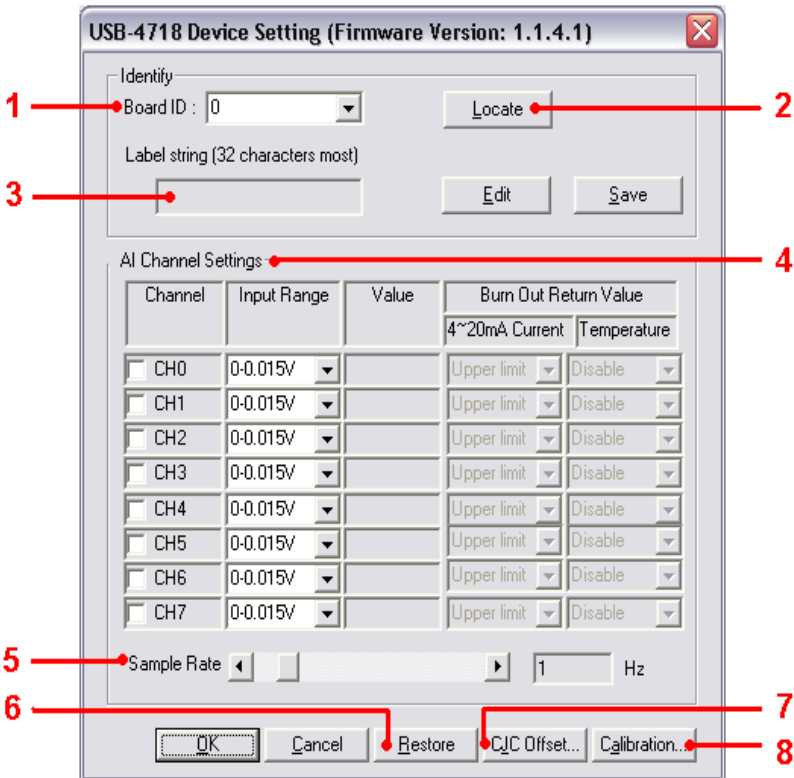 USB-4718 Device Setting (Firmware Version: 1.1.4.1)
Identify
1 Board ID : 0 Locate 2
Label string (32 characters most)
3 Edit Save
AI Channel Settings 4
Channel Input Range Value Burn Out Return Value
4~20mA Current Temperature
CH0 0-0.015V Upper limit Disable
CH1 0-0.015V Upper limit Disable
CH2 0-0.015V Upper limit Disable
CH3 0-0.015V Upper limit Disable
CH4 0-0.015V Upper limit Disable
CH5 0-0.015V Upper limit Disable
CH6 0-0.015V Upper limit Disable
CH7 0-0.015V Upper limit Disable
5 Sample Rate 1 Hz
6 7
OK Cancel Restore CJC Offset... Calibration... 8